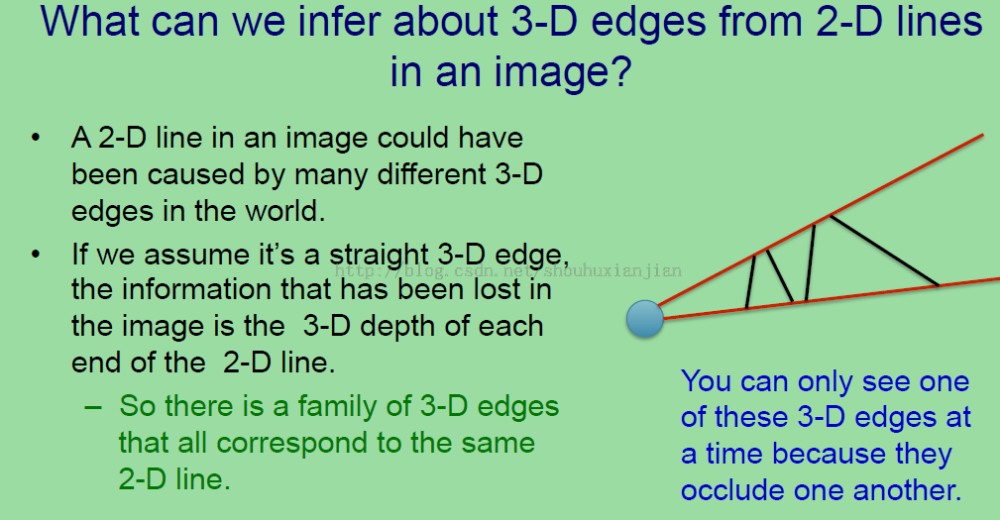 What can we infer about 3-D edges from 2-D lines
in an image?
• A 2-D line in an image could have
been caused by many different 3-D
edges in the world.
• If we assume it's a straight 3-D edge,
the information that has been lost in
the image is the 3-D depth of each
end of the 2-D line.
– So there is a family of 3-D edges
that all correspond to the same
2-D line.
http://blog.csdn.net/shouhuxianjian
You can only see one
of these 3-D edges at
a time because they
occlude one another.